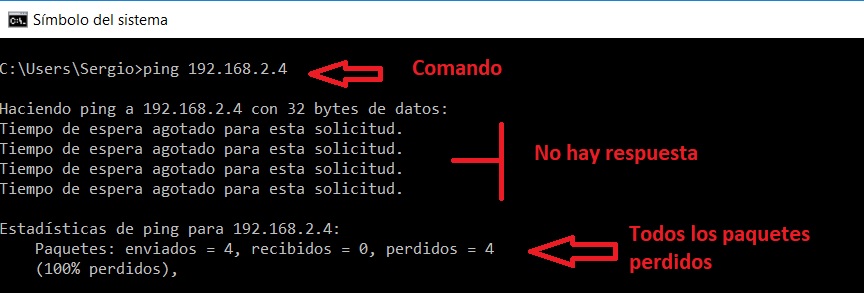 Símbolo del sistema
C:\Users\Sergio>ping 192.168.2.4
Comando
Haciendo ping a 192.168.2.4 con 32 bytes de datos:
Tiempo de espera agotado para esta solicitud.
Tiempo de espera agotado para esta solicitud.
Tiempo de espera agotado para esta solicitud.
Tiempo de espera agotado para esta solicitud.
No hay respuesta
Estadísticas de ping para 192.168.2.4:
Paquetes: enviados = 4, recibidos = 0, perdidos = 4
(100% perdidos),
Todos los paquetes
perdidos